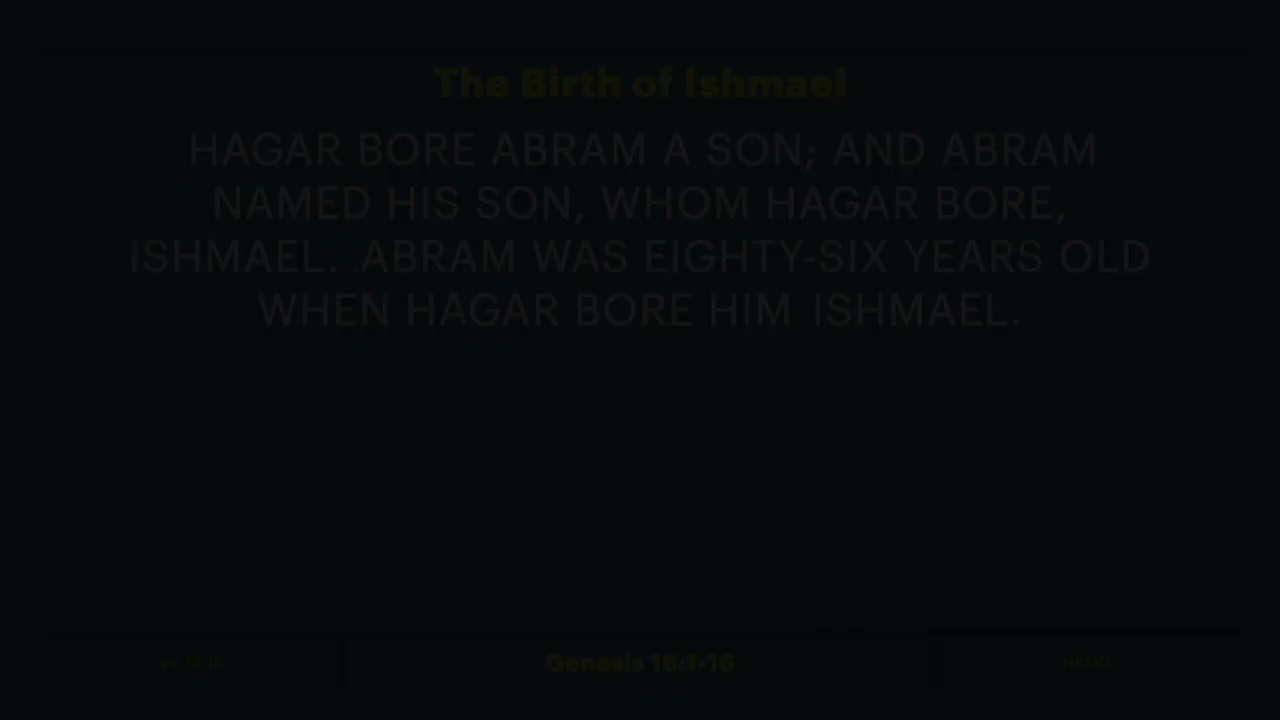 The Birth of Ishmael
HAGAR BORE ABRAM A SON; AND ABRAM
NAMED HIS SON, WHOM HAGAR BORE,
ISHMAEL. ABRAM WAS EIGHTY-SIX YEARS OLD
WHEN HAGAR BORE HIM ISHMAEL.
Genesis 16:1-16